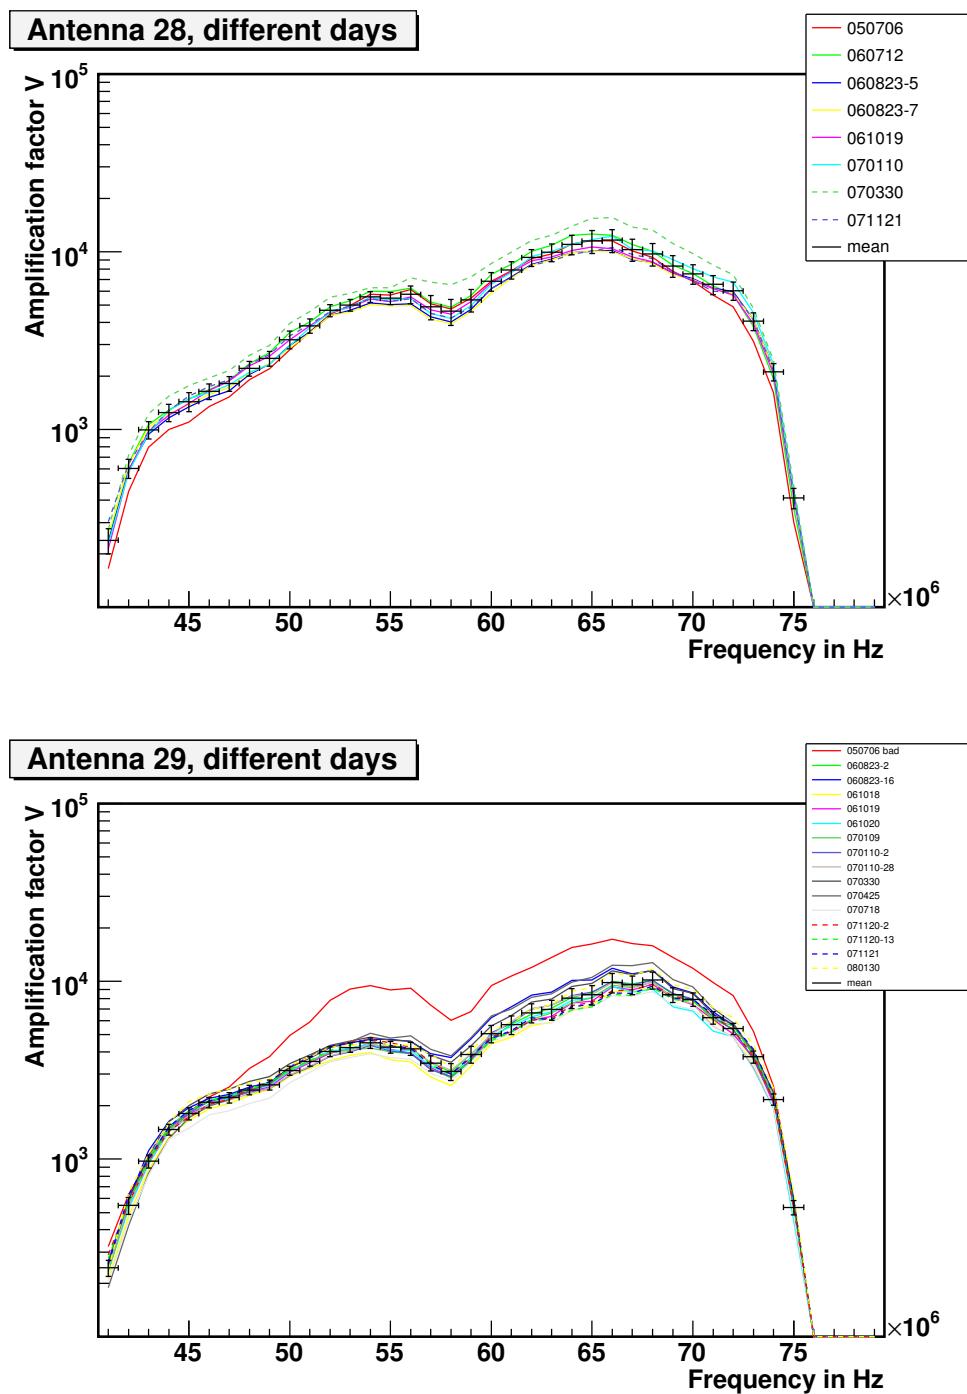 Antenna 28, different days
Amplification factor V
10^5
10^4
10^3
050706
060712
060823-5
060823-7
061019
070110
070330
071121
mean
45 50 55 60 65 70 75
×10^6
Frequency in Hz
Antenna 29, different days
Amplification factor V
10^5
10^4
10^3
050706 bad
060823-2
060823-16
061018
061019
061020
070109
070110-2
070110-28
070330
070425
070718
071120-2
071120-13
071121
080130
mean
45 50 55 60 65 70 75
×10^6
Frequency in Hz